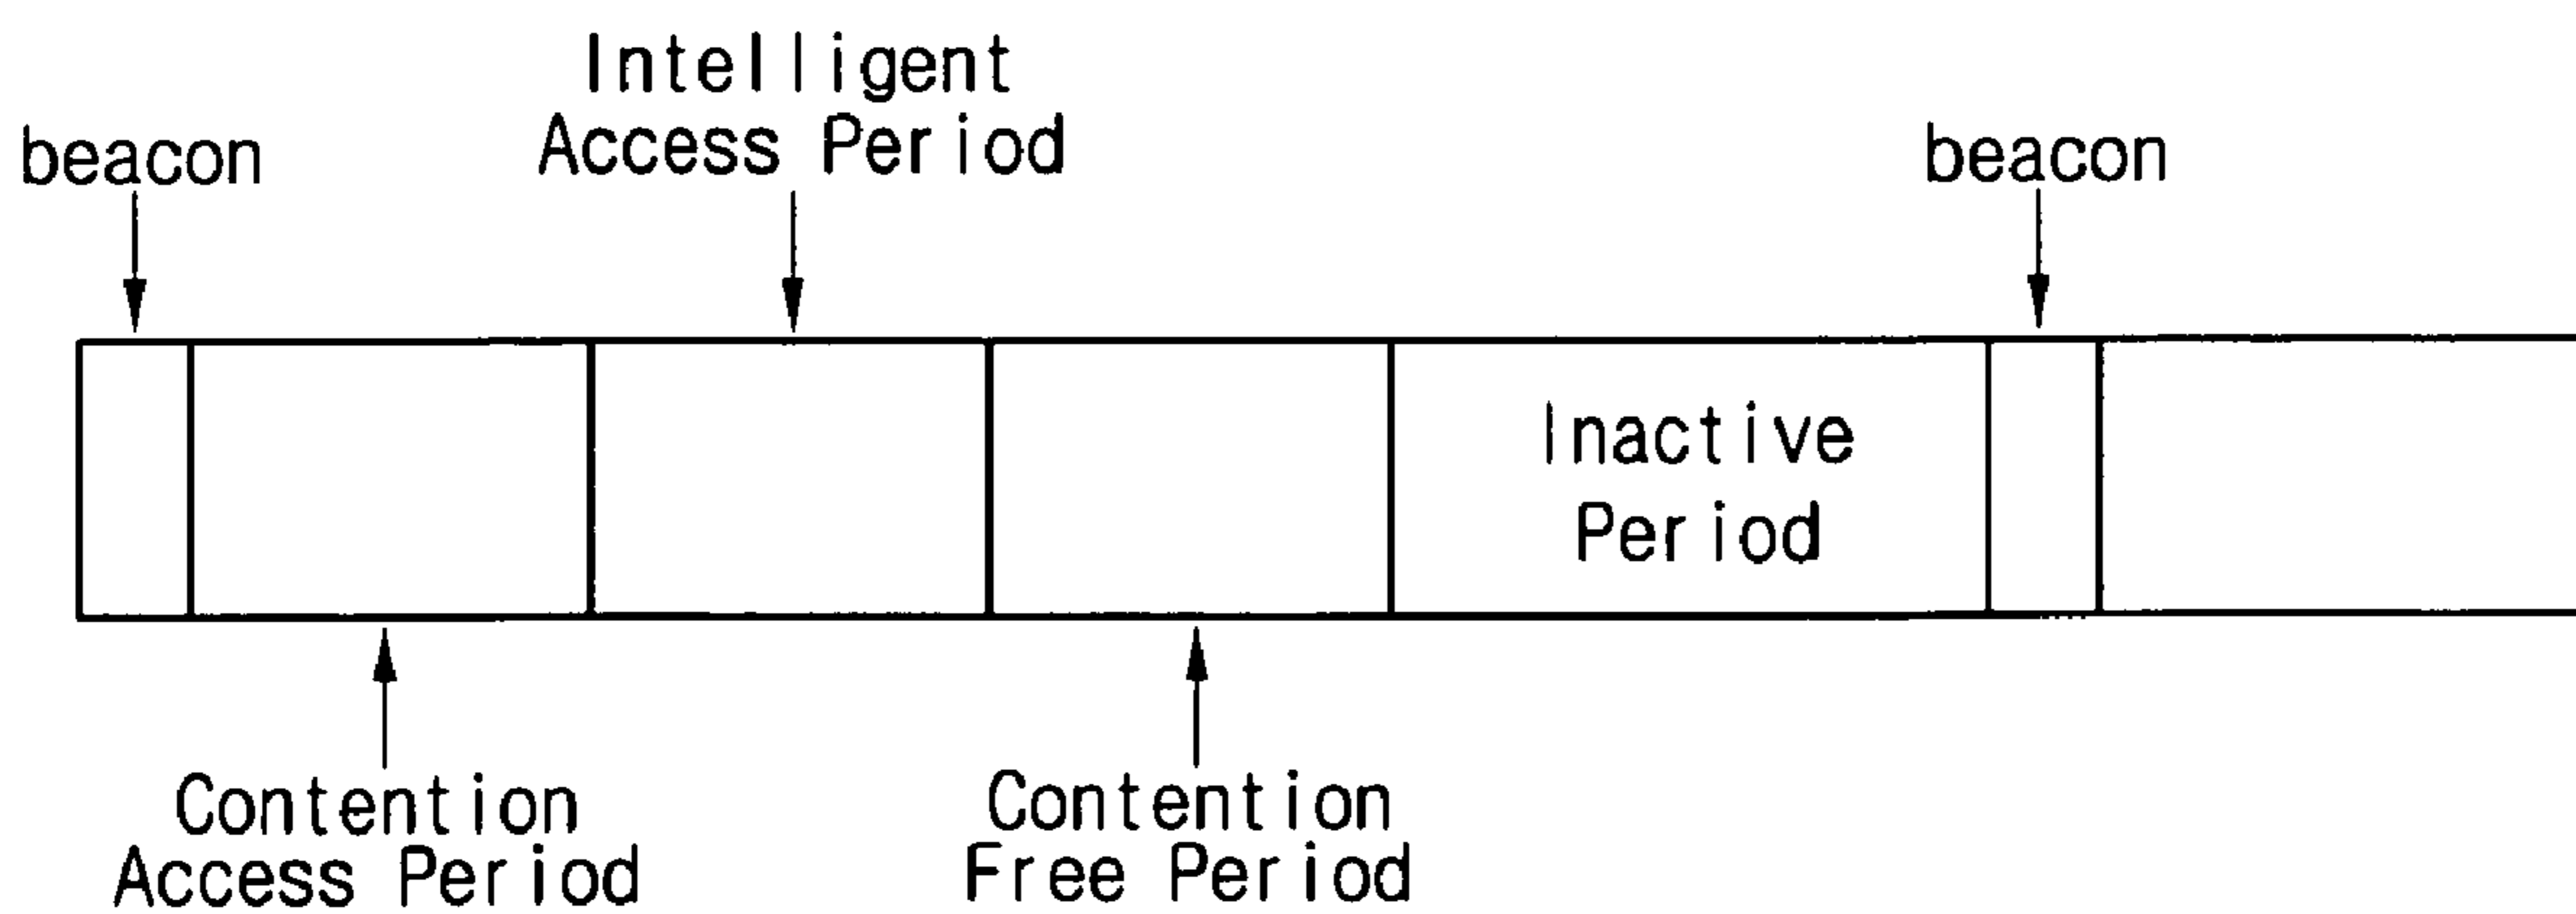 Intelligent
Access Period
beacon
beacon
Inactive
Period
Contention
Access Period
Contention
Free Period